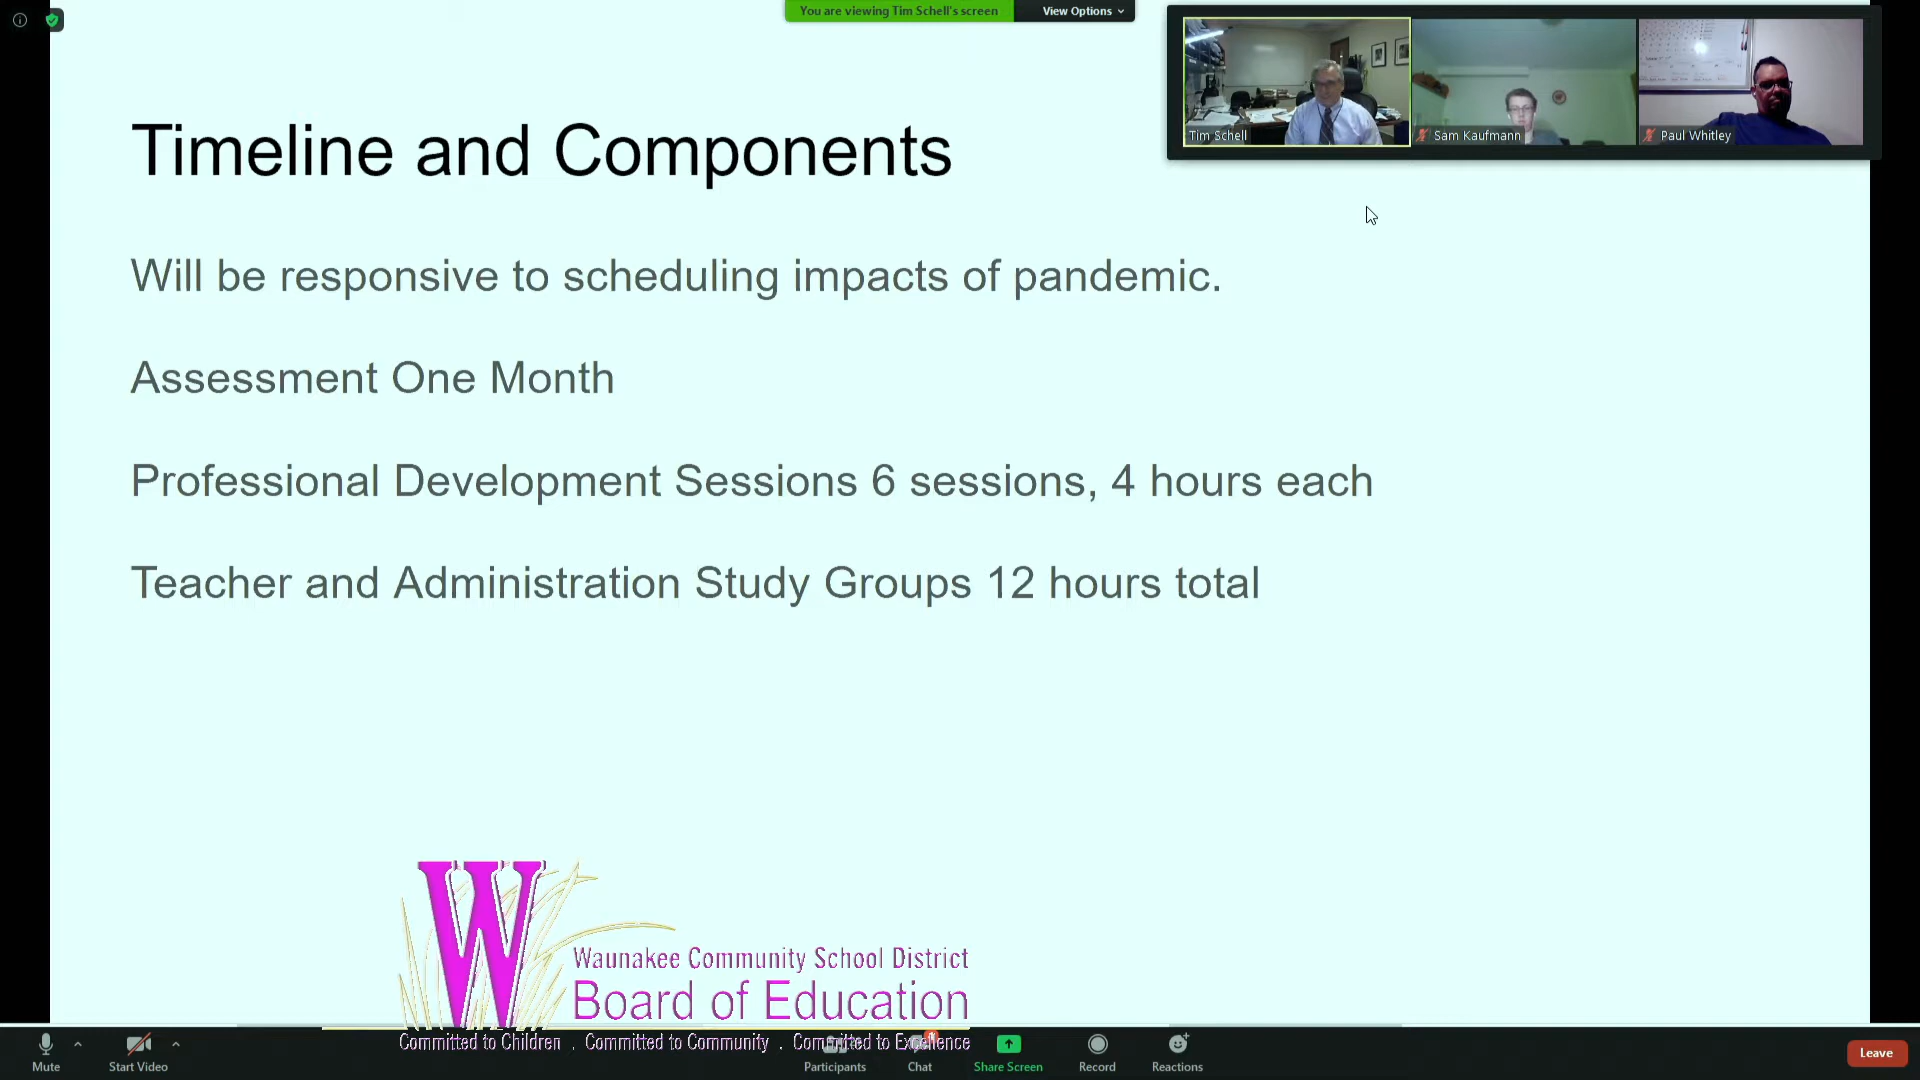 You are viewing Tim Schell's screen
View Options
Tim Schell
Sam Kaufmann
Paul Whitley
Timeline and Components
Will be responsive to scheduling impacts of pandemic.
Assessment One Month
Professional Development Sessions 6 sessions, 4 hours each
Teacher and Administration Study Groups 12 hours total
W
Waunakee Community School District
Board of Education
Committed to Children . Committed to Community . Committed to Excellence
Mute
Start Video
Participants
Chat
Share Screen
Record
Reactions
Leave